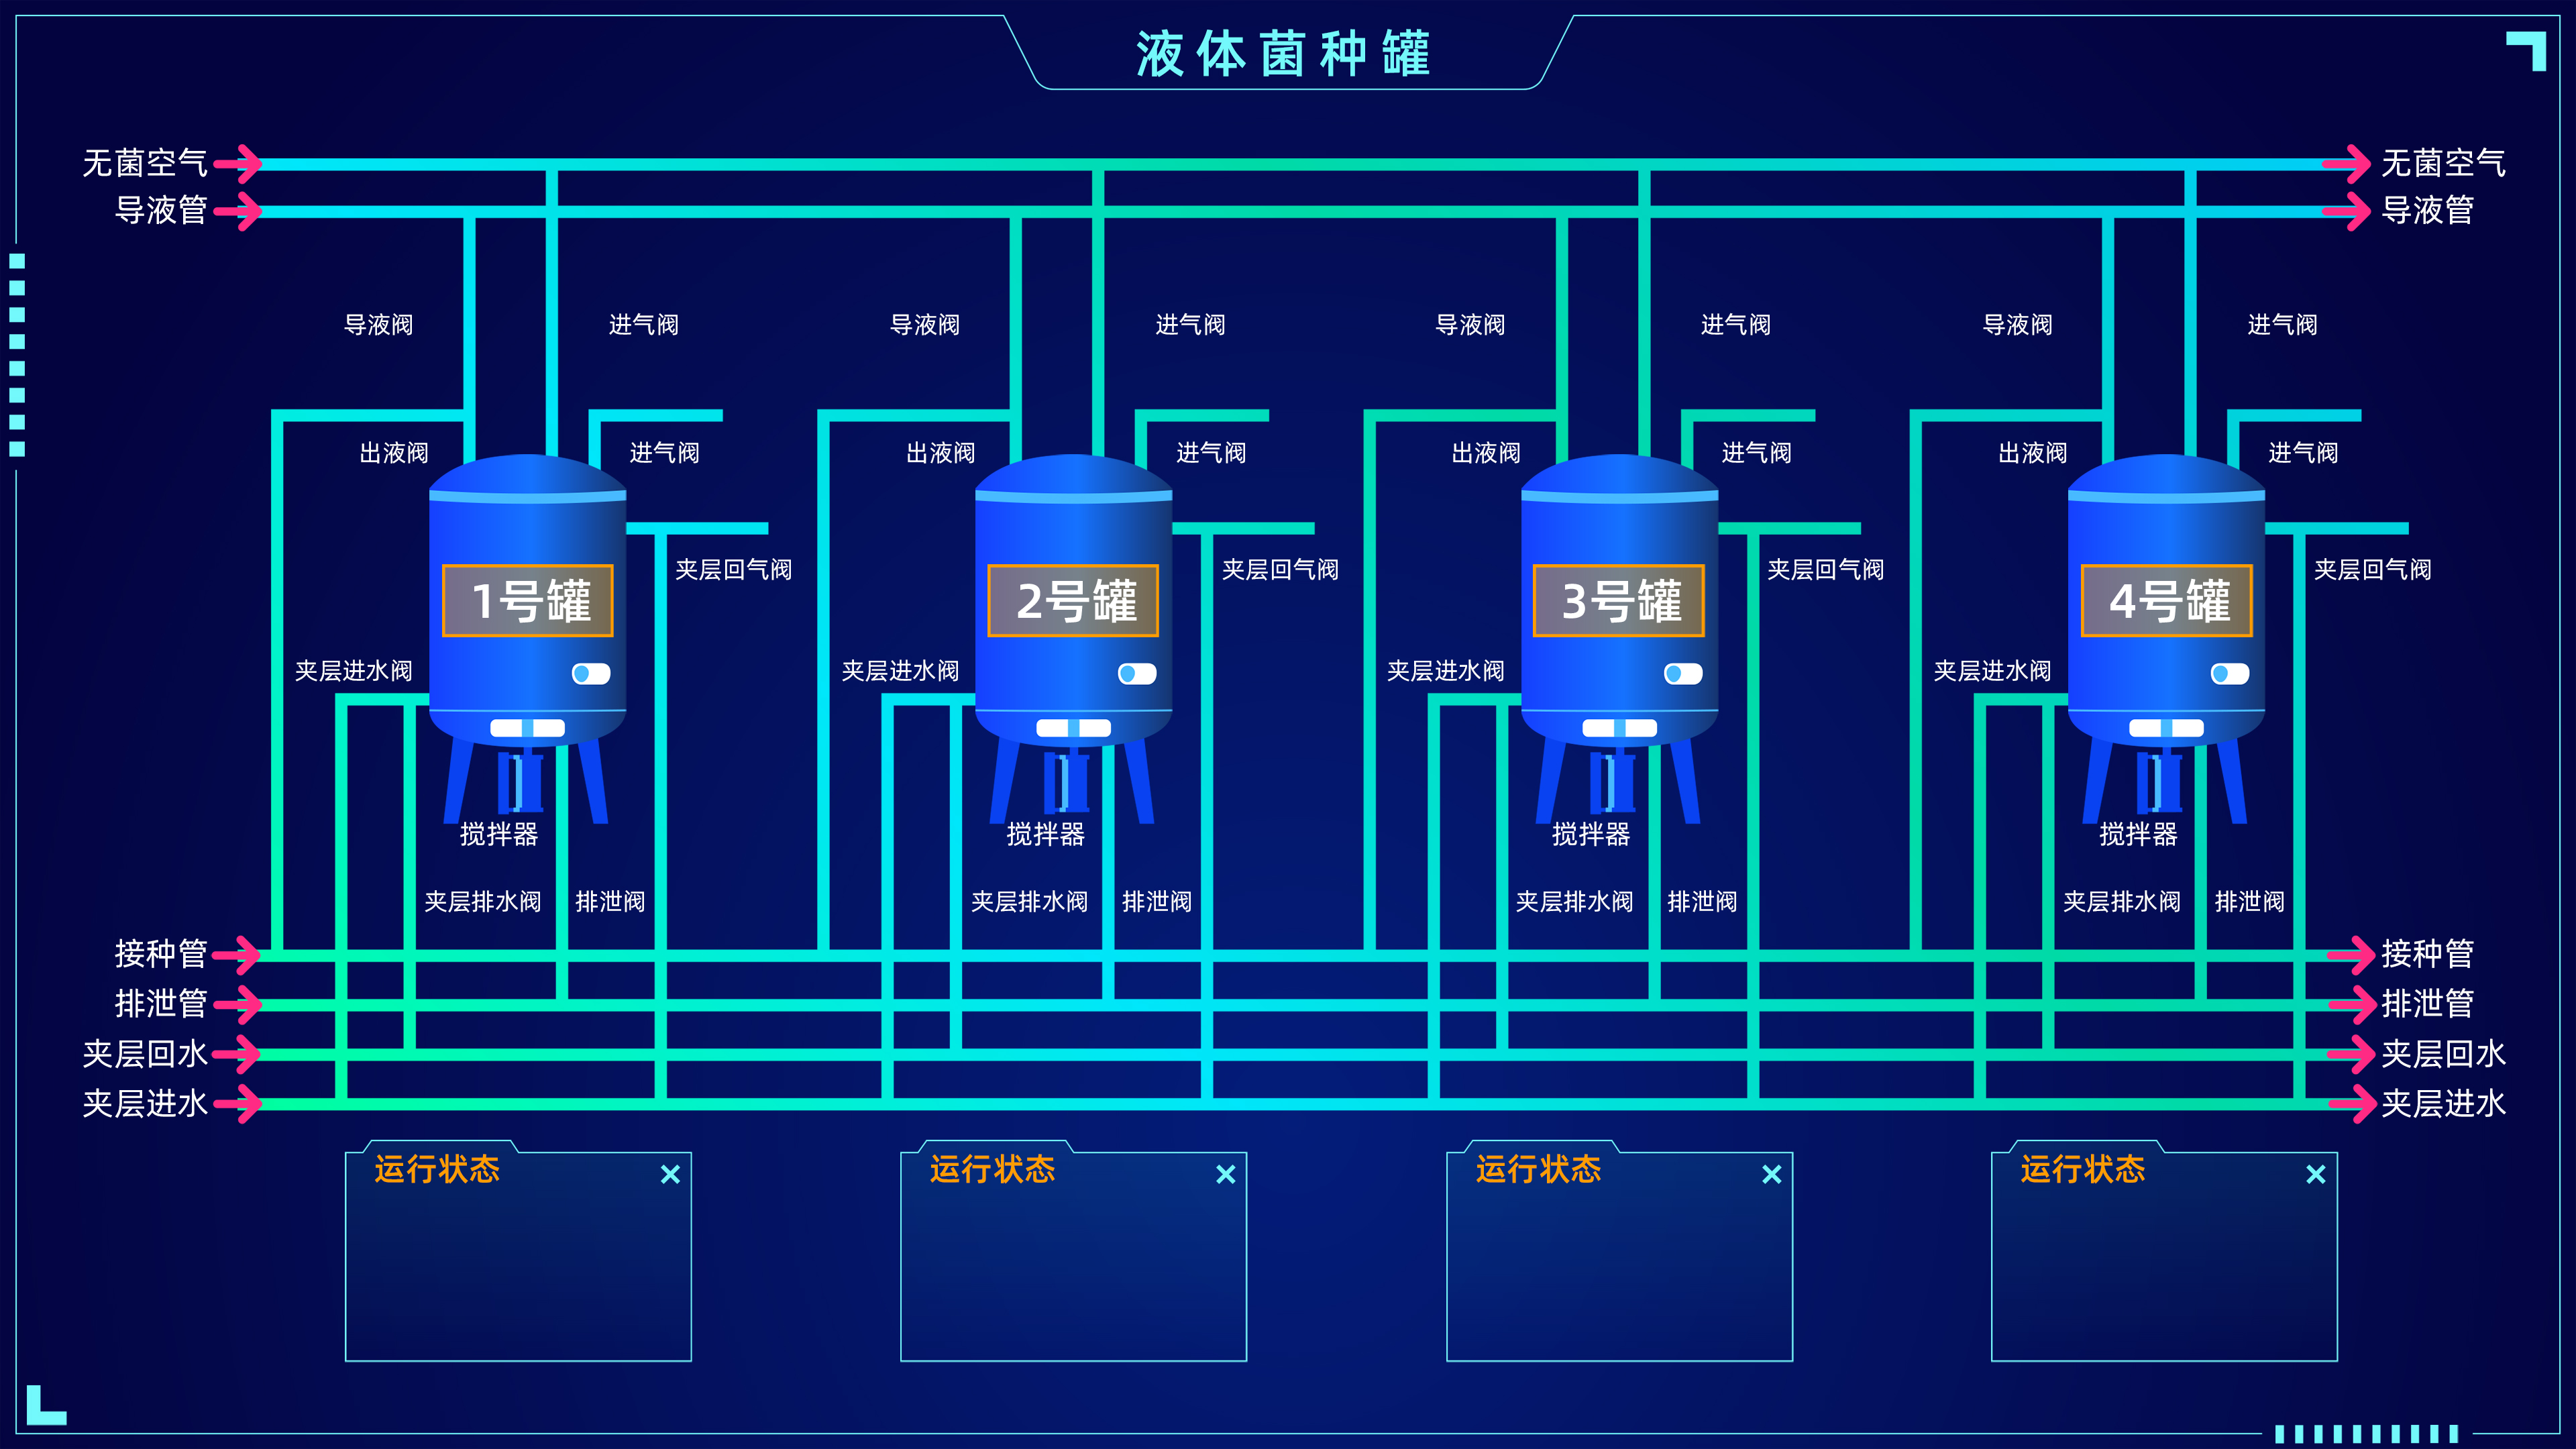 液体菌种罐
无菌空气 无菌空气
导液管 导液管
导液阀 进气阀 导液阀 进气阀 导液阀 进气阀 导液阀 进气阀
出液阀 进气阀 出液阀 进气阀 出液阀 进气阀 出液阀 进气阀
夹层回气阀 夹层回气阀 夹层回气阀 夹层回气阀
1号罐 2号罐 3号罐 4号罐
夹层进水阀 夹层进水阀 夹层进水阀 夹层进水阀
搅拌器 搅拌器 搅拌器 搅拌器
夹层排水阀 排泄阀 夹层排水阀 排泄阀 夹层排水阀 排泄阀 夹层排水阀 排泄阀
接种管 接种管
排泄管 排泄管
夹层回水 夹层回水
夹层进水 夹层进水
运行状态 运行状态 运行状态 运行状态